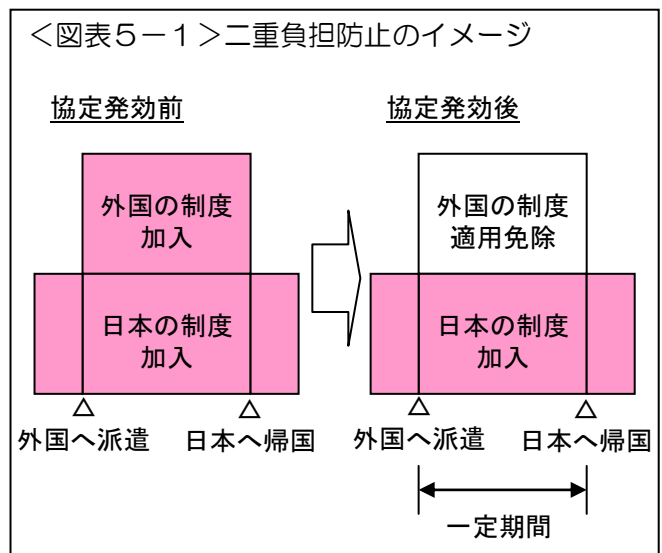 ＜図表５－１＞二重負担防止のイメージ
協定発効前
協定発効後
外国の制度
加入
外国の制度
適用免除
日本の制度
加入
日本の制度
加入
外国へ派遣
日本へ帰国
外国へ派遣
日本へ帰国
一定期間